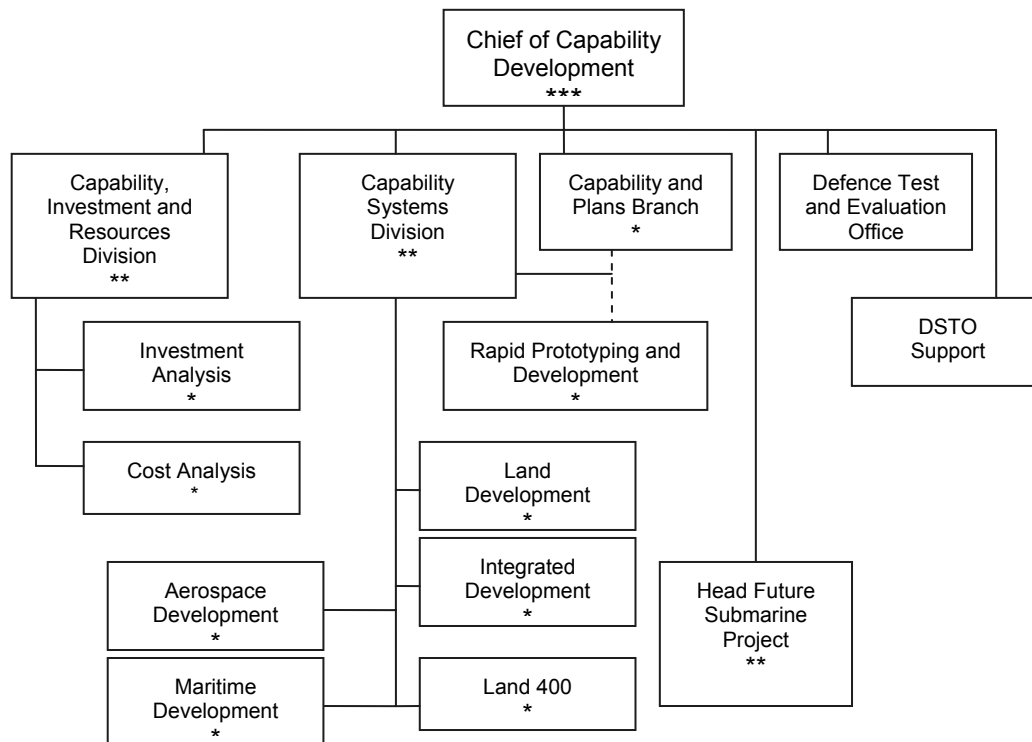 Chief of Capability
Development
***
Capability,
Investment and
Resources
Division
**
Capability
Systems
Division
**
Capability and
Plans Branch
*
Defence Test
and Evaluation
Office
DSTO
Support
Investment
Analysis
*
Rapid Prototyping and
Development
*
Cost Analysis
*
Land
Development
*
Integrated
Development
*
Aerospace
Development
*
Head Future
Submarine
Project
**
Maritime
Development
*
Land 400
*